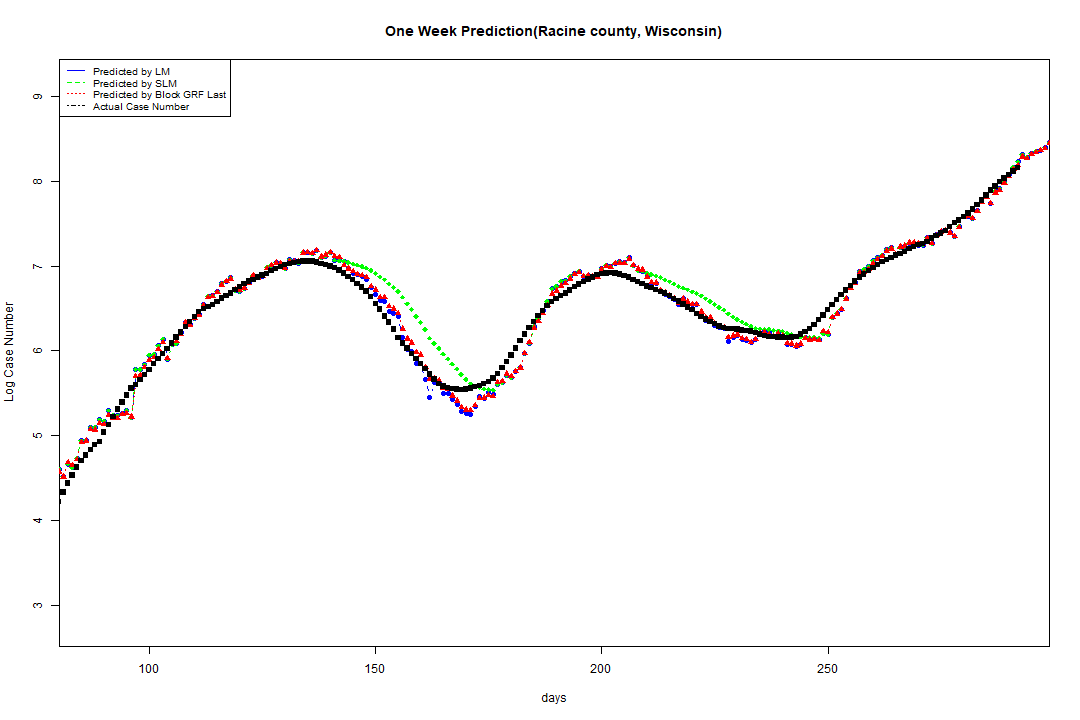 One Week Prediction(Racine county, Wisconsin)
Predicted by LM
Predicted by SLM
Predicted by Block GRF Last
Actual Case Number
9
8
7
6
5
4
3
Log Case Number
100
150
200
250
days